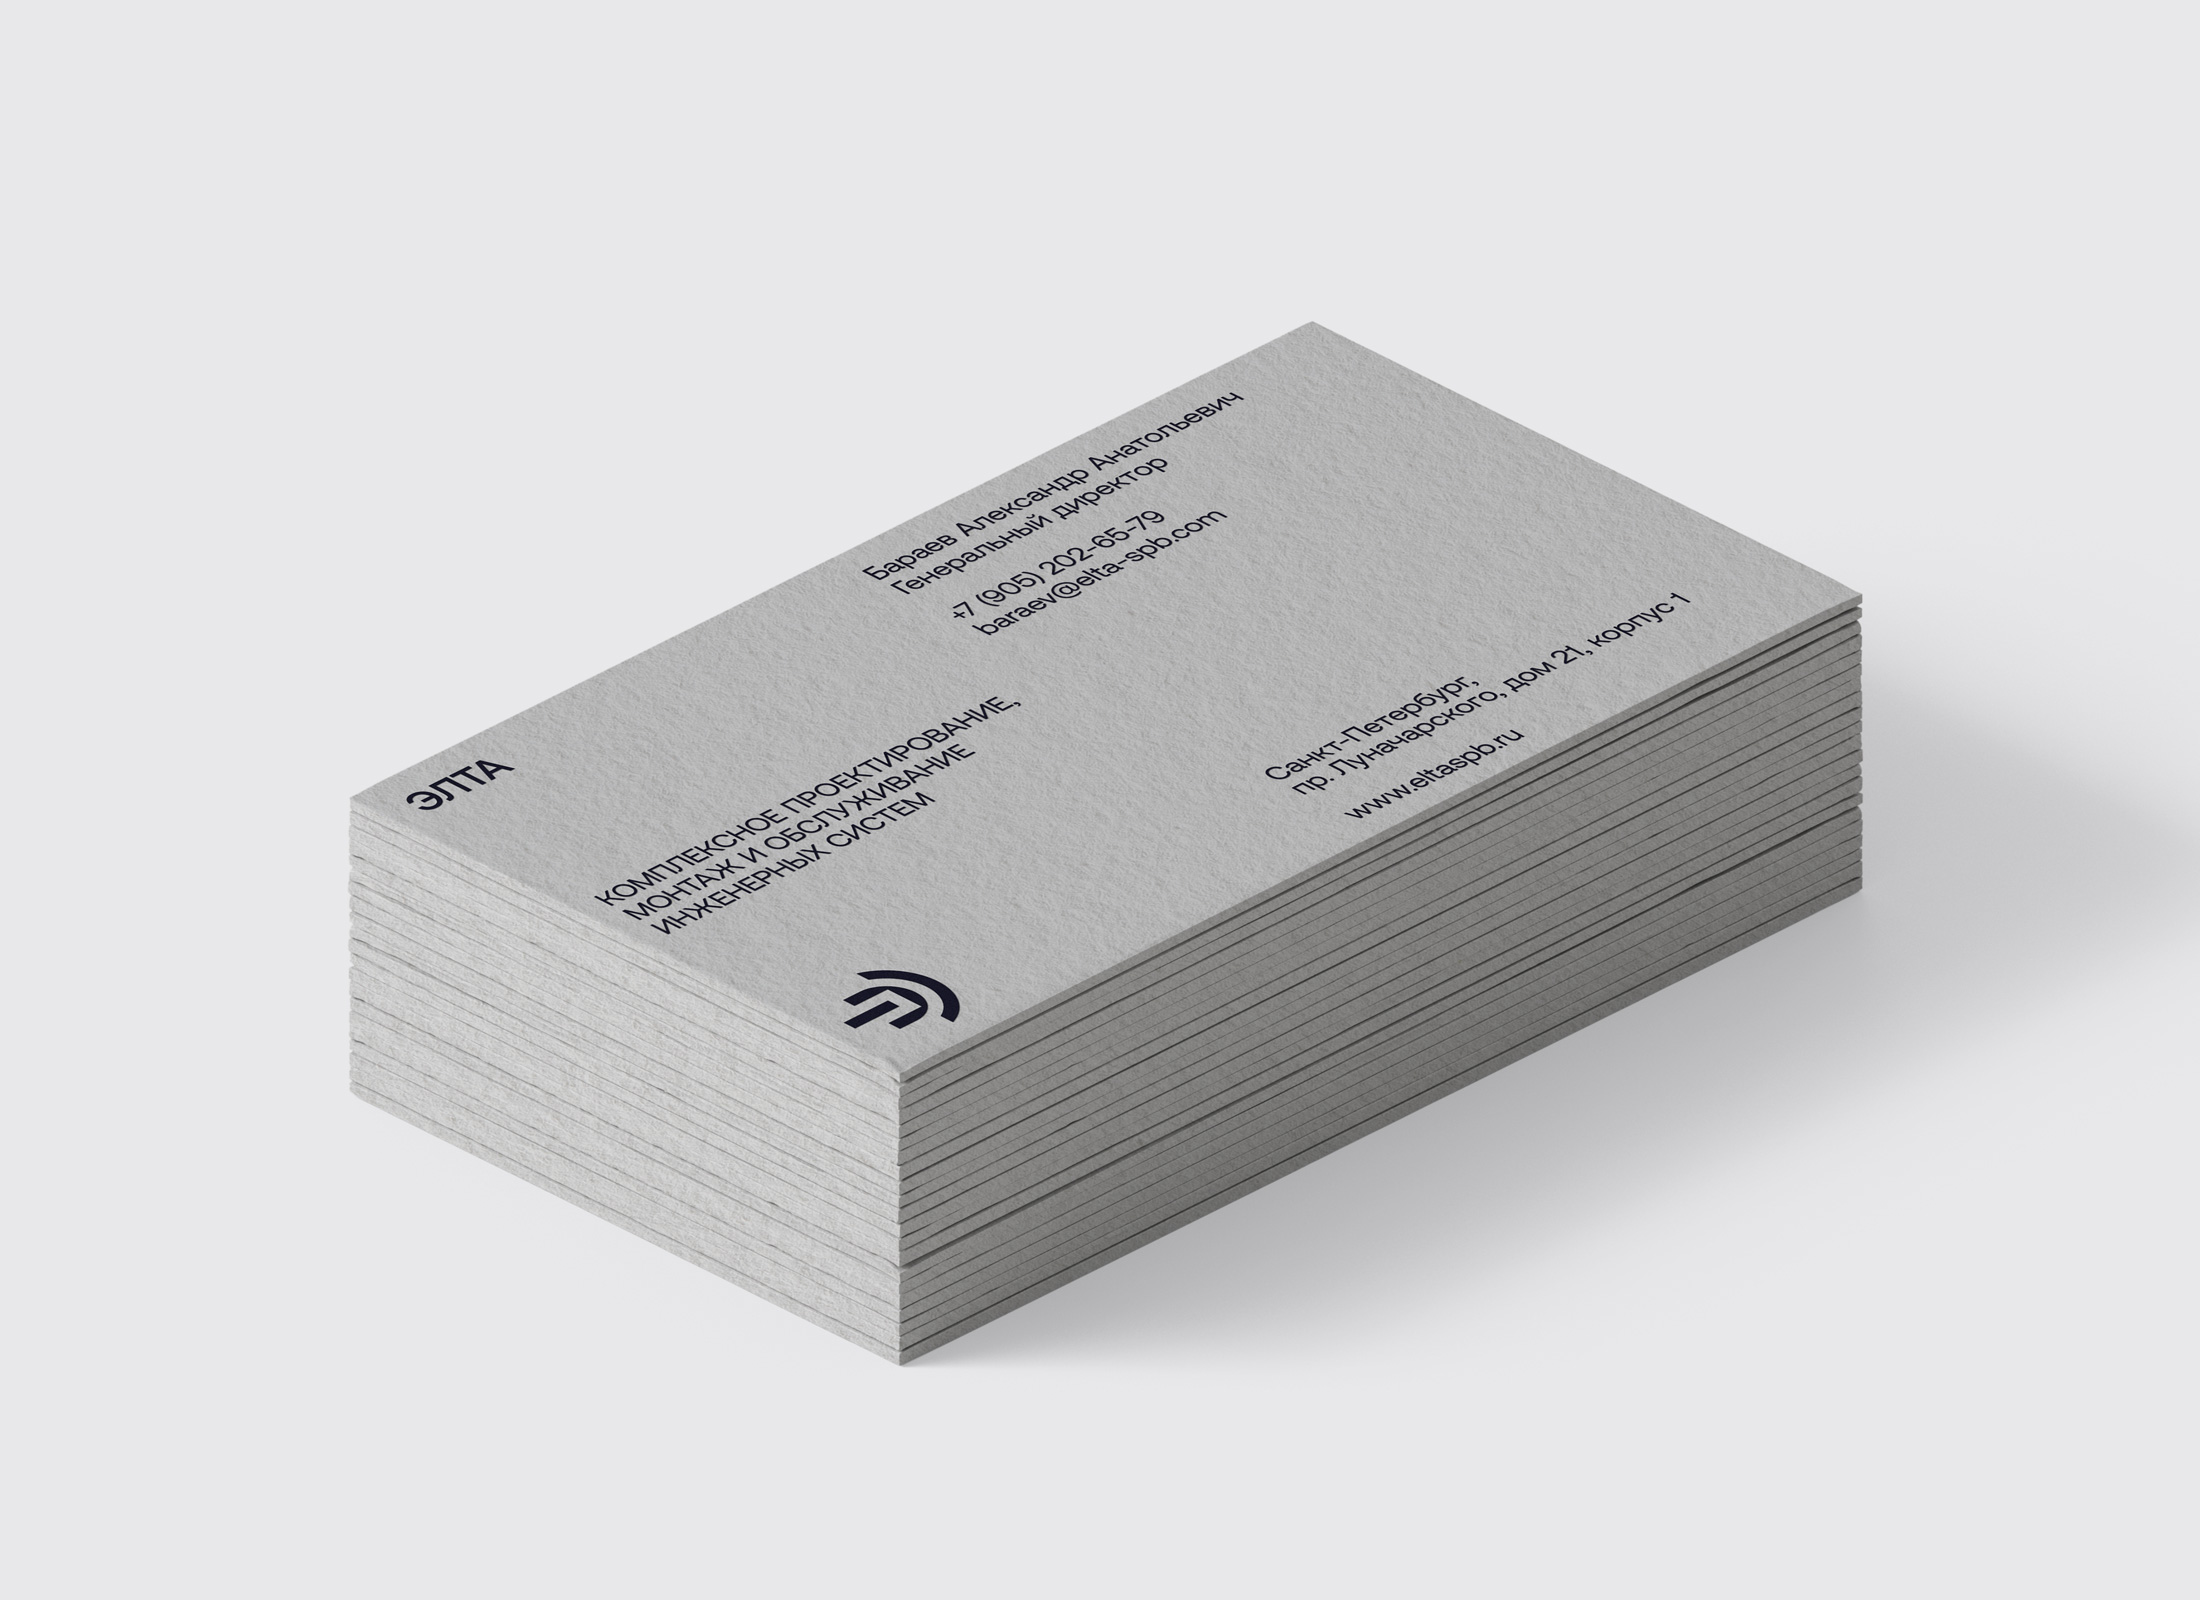 ЭЛТА
Бараев Александр Анатольевич
Генеральный директор
+7 (905) 202-65-79
baraev@elta-spb.com
КОМПЛЕКСНОЕ ПРОЕКТИРОВАНИЕ,
МОНТАЖ И ОБСЛУЖИВАНИЕ
ИНЖЕНЕРНЫХ СИСТЕМ
Санкт-Петербург,
пр. Луначарского, дом 21, корпус 1
www.eltaspb.ru